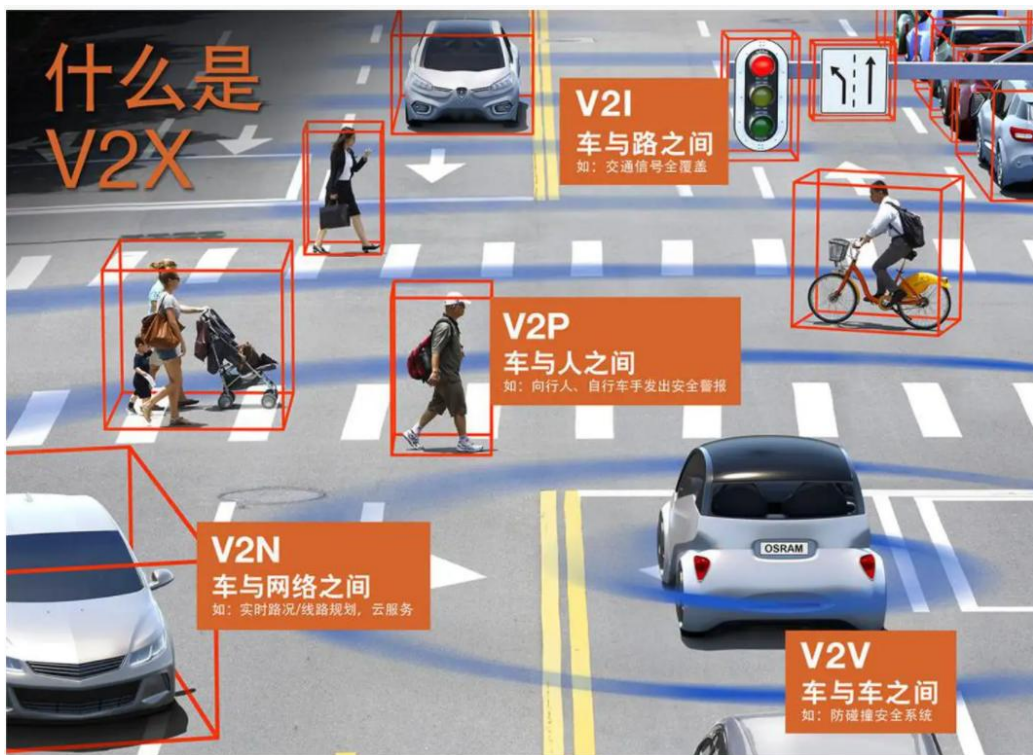 什么是
V2X
V2I
车与路之间
如：交通信号全覆盖
V2P
车与人之间
如：向行人、自行车手发出安全警报
V2N
车与网络之间
如：实时路况/线路规划，云服务
OSRAM
V2V
车与车之间
如：防碰撞安全系统